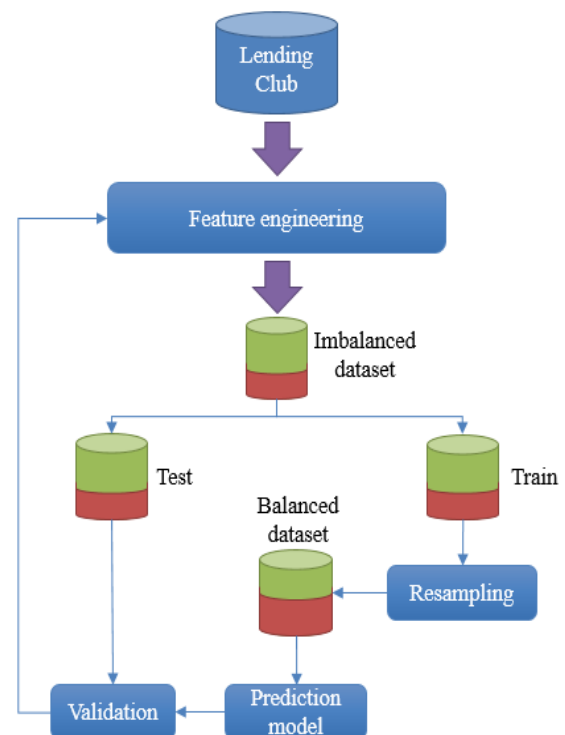 Lending
Club
Feature engineering
Imbalanced
dataset
Test
Train
Balanced
dataset
Resampling
Validation
Prediction
model